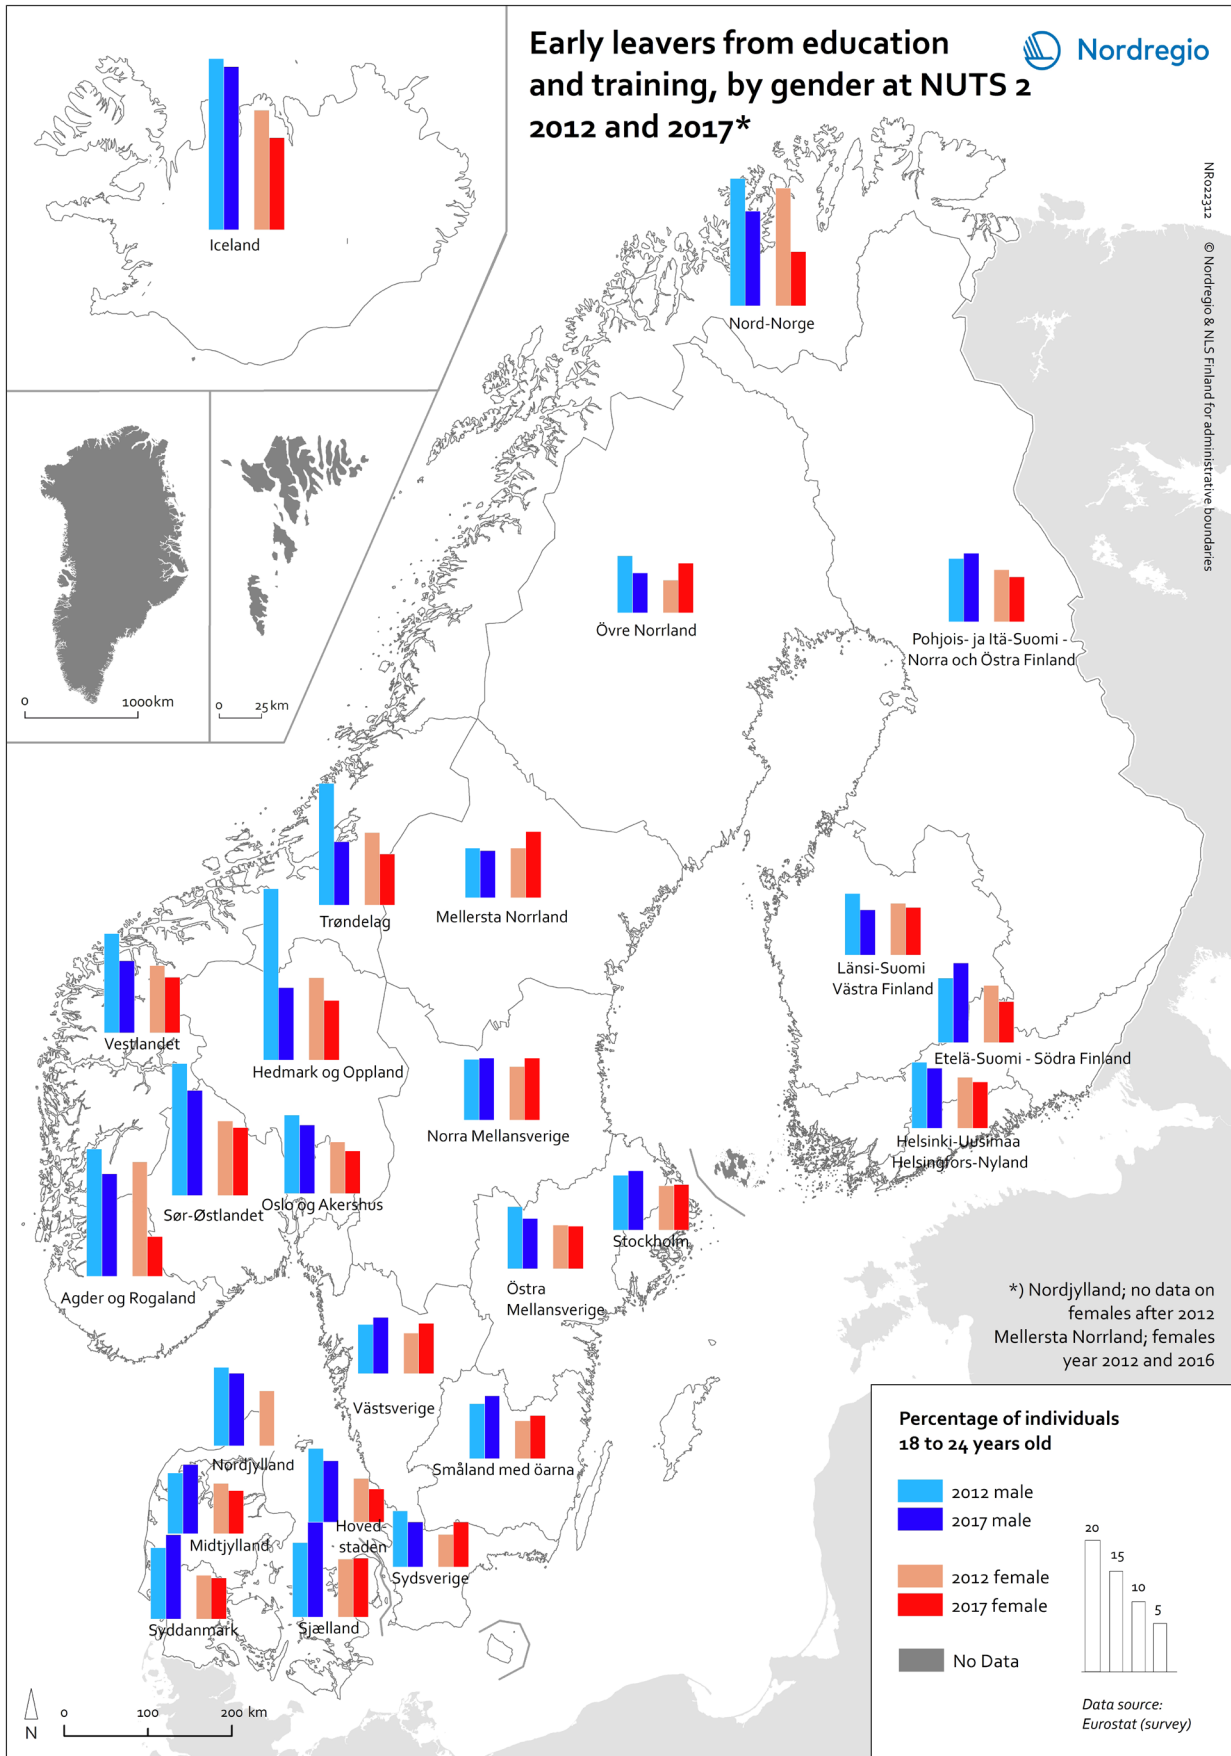 Early leavers from education
and training, by gender at NUTS 2
2012 and 2017*
Nordregio
NR022312 © Nordregio & NLS Finland for administrative boundaries
Iceland
Nord-Norge
0 1000km
0 25 km
Övre Norrland
Pohjois- ja Itä-Suomi -
Norra och Östra Finland
Trøndelag
Mellersta Norrland
Länsi-Suomi
Västra Finland
Vestlandet
Hedmark og Oppland
Etelä-Suomi - Södra Finland
Norra Mellansverige
Helsinki-Uusimaa
Helsingfors-Nyland
Sør-Østlandet
Oslo og Akershus
Stockholm
Agder og Rogaland
Östra
Mellansverige
*) Nordjylland; no data on
females after 2012
Mellersta Norrland; females
year 2012 and 2016
Västsverige
Nordjylland
Småland med öarna
Midtjylland
Hoved-
staden
Sydsverige
Syddanmark
Sjælland
Percentage of individuals
18 to 24 years old
2012 male
2017 male
2012 female
2017 female
No Data
20
15
10
5
Data source:
Eurostat (survey)
N
0 100 200 km